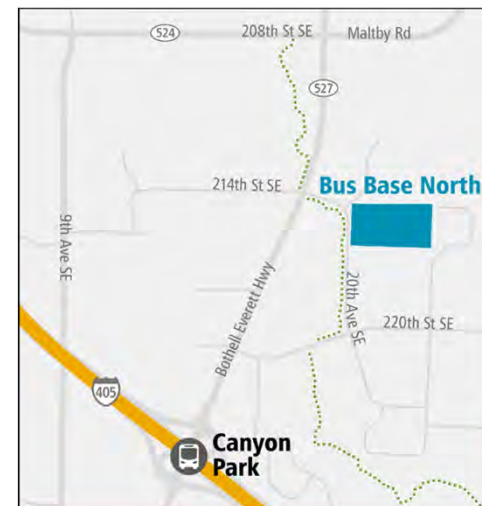 524
208th St SE
Maltby Rd
527
214th St SE
Bus Base North
9th Ave SE
20th Ave SE
Bothell Everett Hwy
220th St SE
405
Canyon
Park